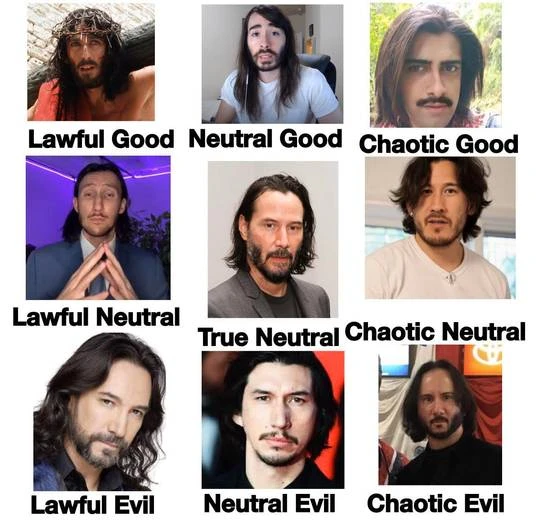 Lawful Good
Neutral Good
Chaotic Good
Lawful Neutral
True Neutral
Chaotic Neutral
Lawful Evil
Neutral Evil
Chaotic Evil